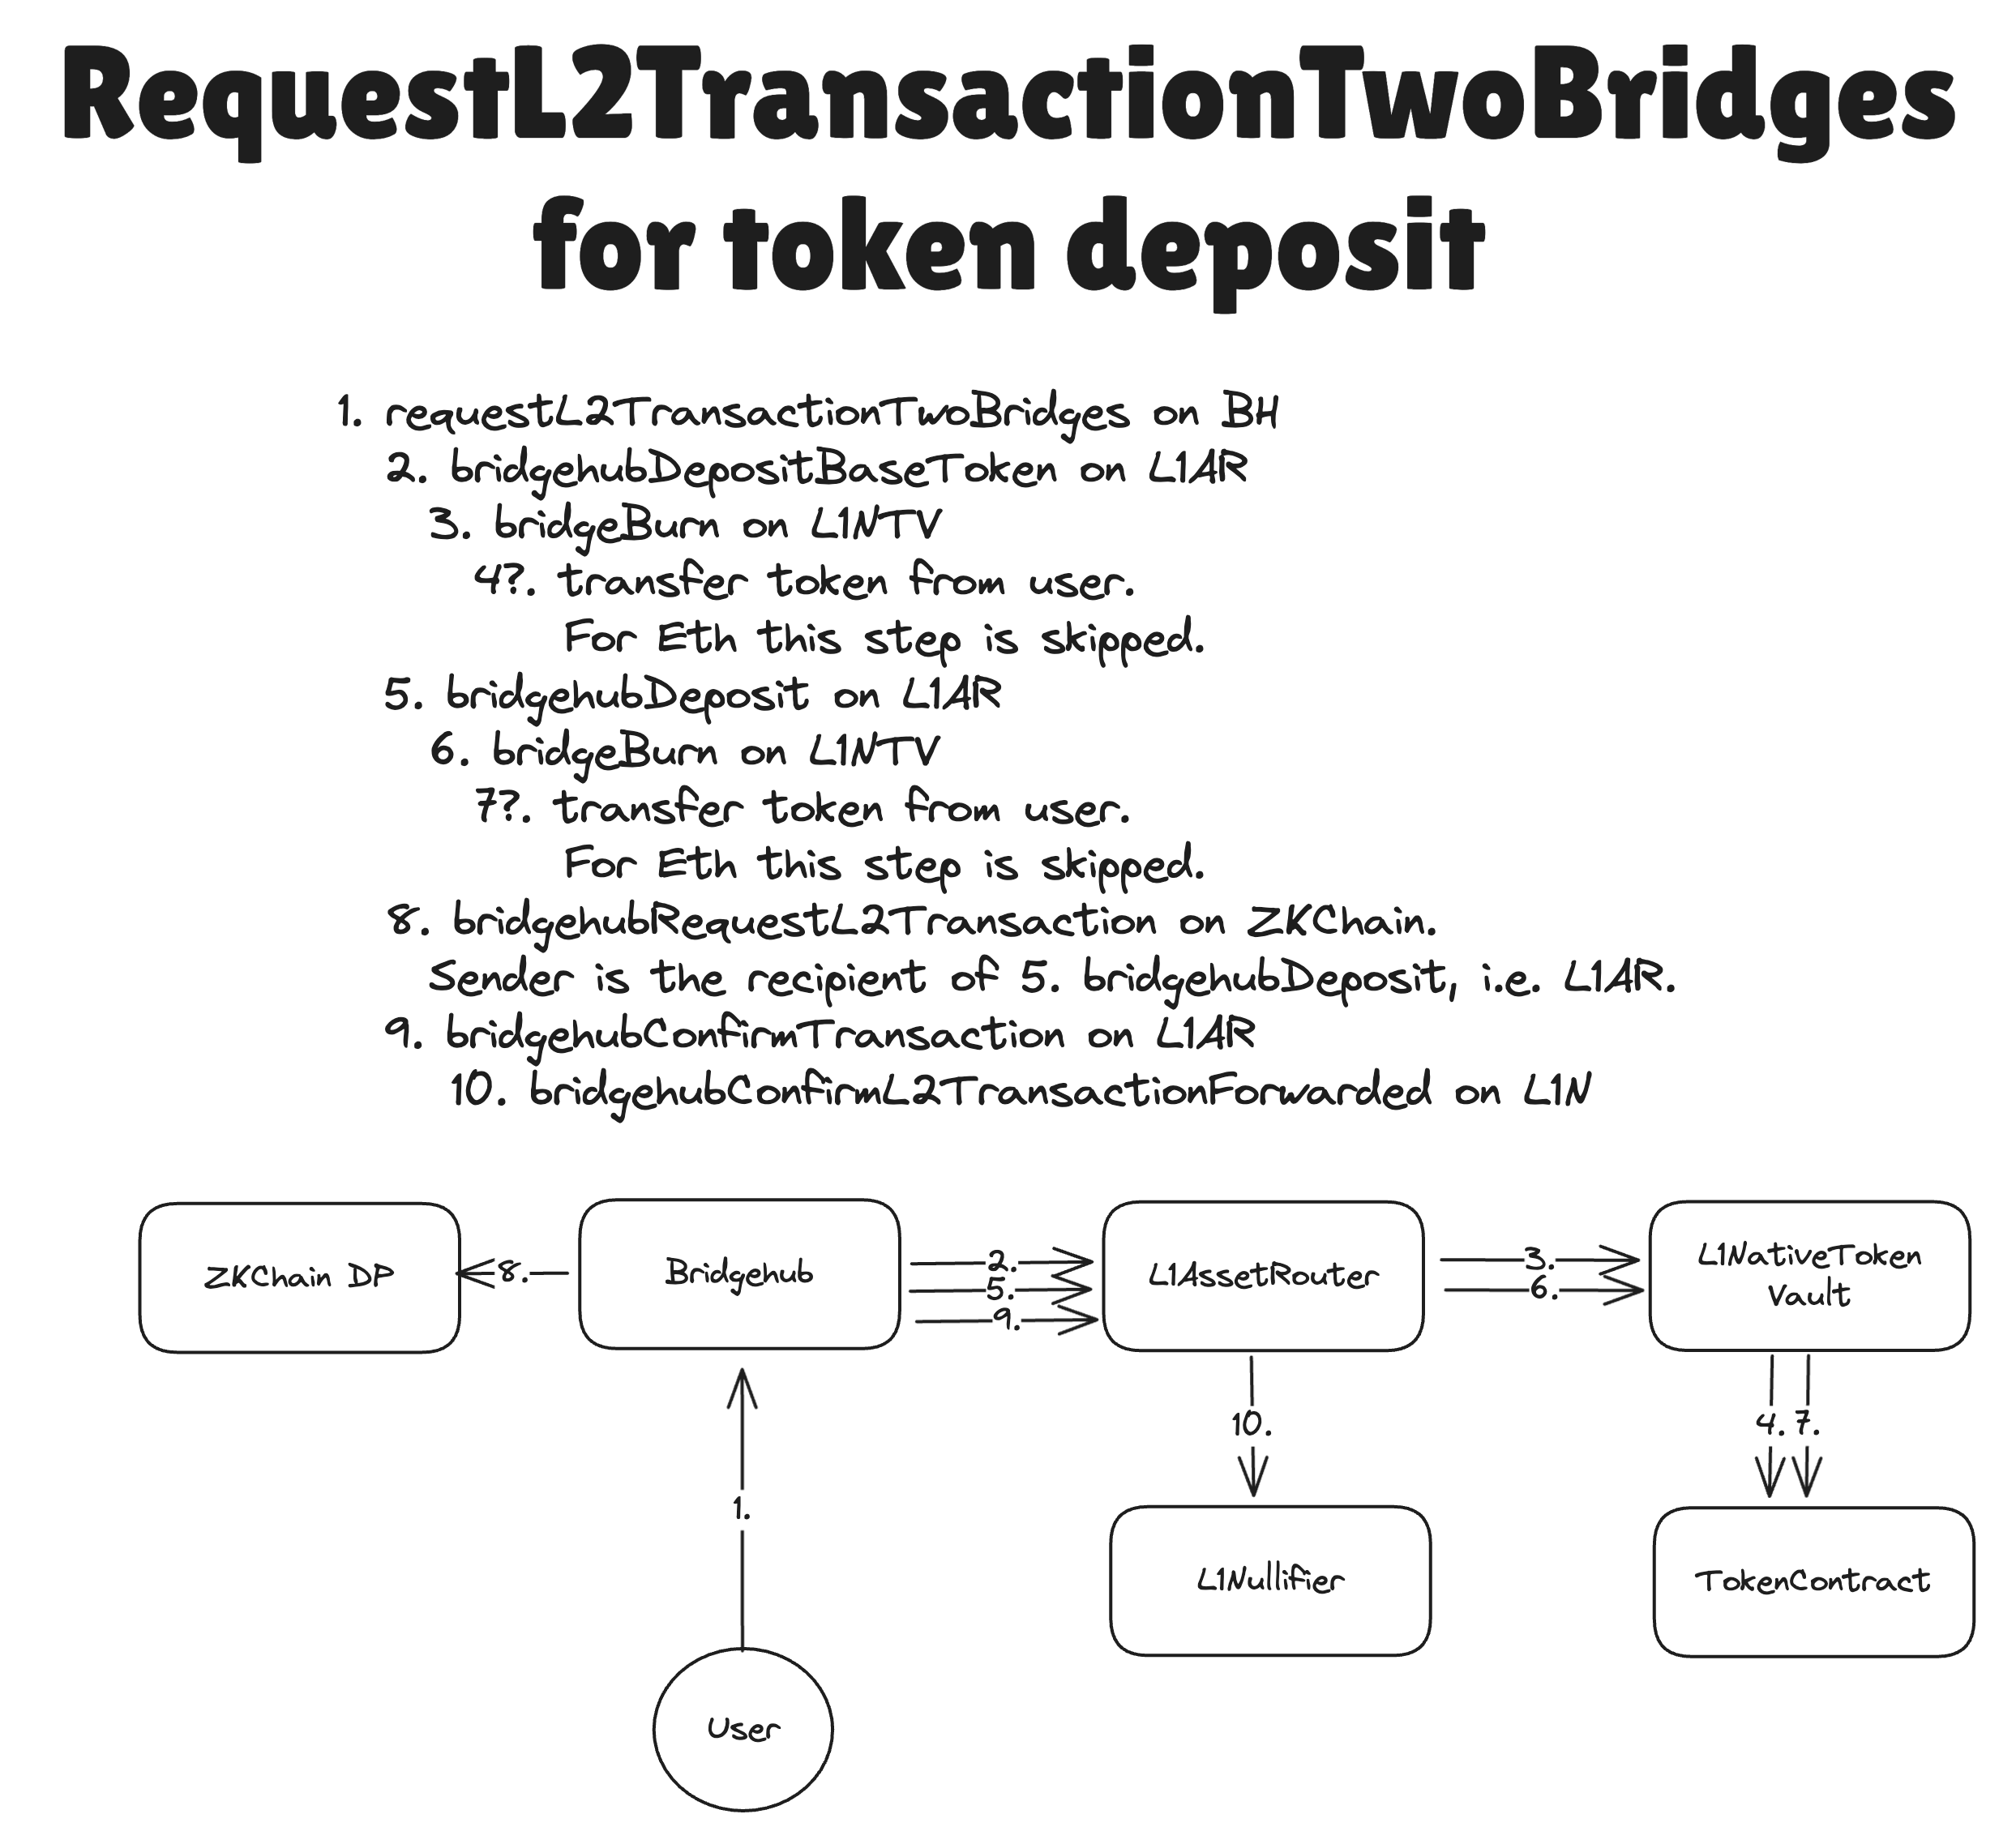 RequestL2TransactionTwoBridges
for token deposit
1. requestL2TransactionTwoBridges on BH
2. bridgehubDepositBaseToken on L1AR
3. bridgeBurn on L1NTV
4?. transfer token from user.
For Eth this step is skipped.
5. bridgehubDeposit on L1AR
6. bridgeBurn on L1NTV
7?. transfer token from user.
For Eth this step is skipped.
8. bridgehubRequestL2Transaction on ZKChain.
Sender is the recipient of 5. bridgehubDeposit, i.e. L1AR.
9. bridgehubConfirmTransaction on L1AR
10. bridgehubConfirmL2TransactionForwarded on L1N
ZKChain DP
8.
Bridgehub
2.
5.
9.
L1AssetRouter
3.
6.
L1NativeToken
Vault
10.
4. 7.
1.
L1Nullifier
TokenContract
User